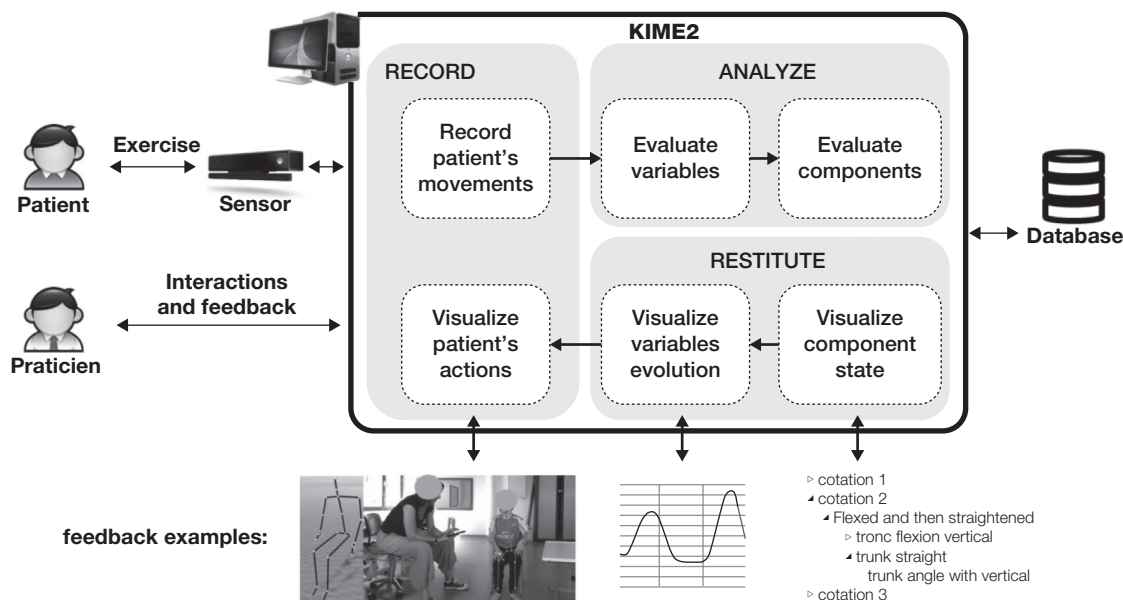 KIME2
RECORD
ANALYZE
Record
patient's
movements
Evaluate
variables
Evaluate
components
Exercise
Patient
Sensor
Database
RESTITUTE
Interactions
and feedback
Praticien
Visualize
patient's
actions
Visualize
variables
evolution
Visualize
component
state
feedback examples:
▹ cotation 1
◢ cotation 2
◢ Flexed and then straightened
▹ tronc flexion vertical
◢ trunk straight
trunk angle with vertical
▹ cotation 3